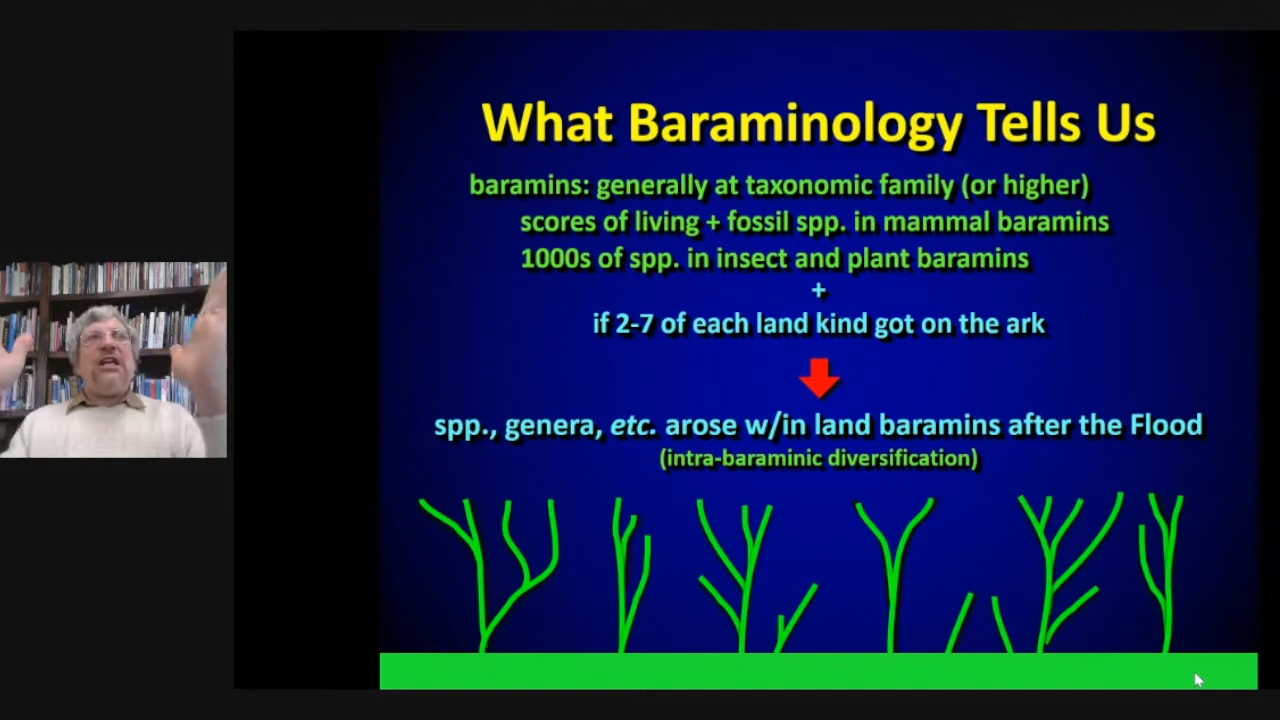 What Baraminology Tells Us
baramins: generally at taxonomic family (or higher)
scores of living + fossil spp. in mammal baramins
1000s of spp. in insect and plant baramins
+
if 2-7 of each land kind got on the ark
spp., genera, etc. arose w/in land baramins after the Flood
(intra-baraminic diversification)